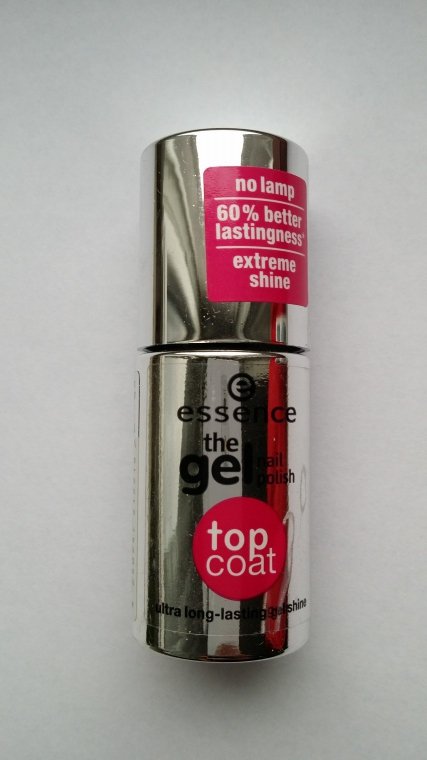 no lamp
60% better
lastingness*
extreme
shine
essence
the
gel nail
polish
top
coat
ultra long-lasting gel shine